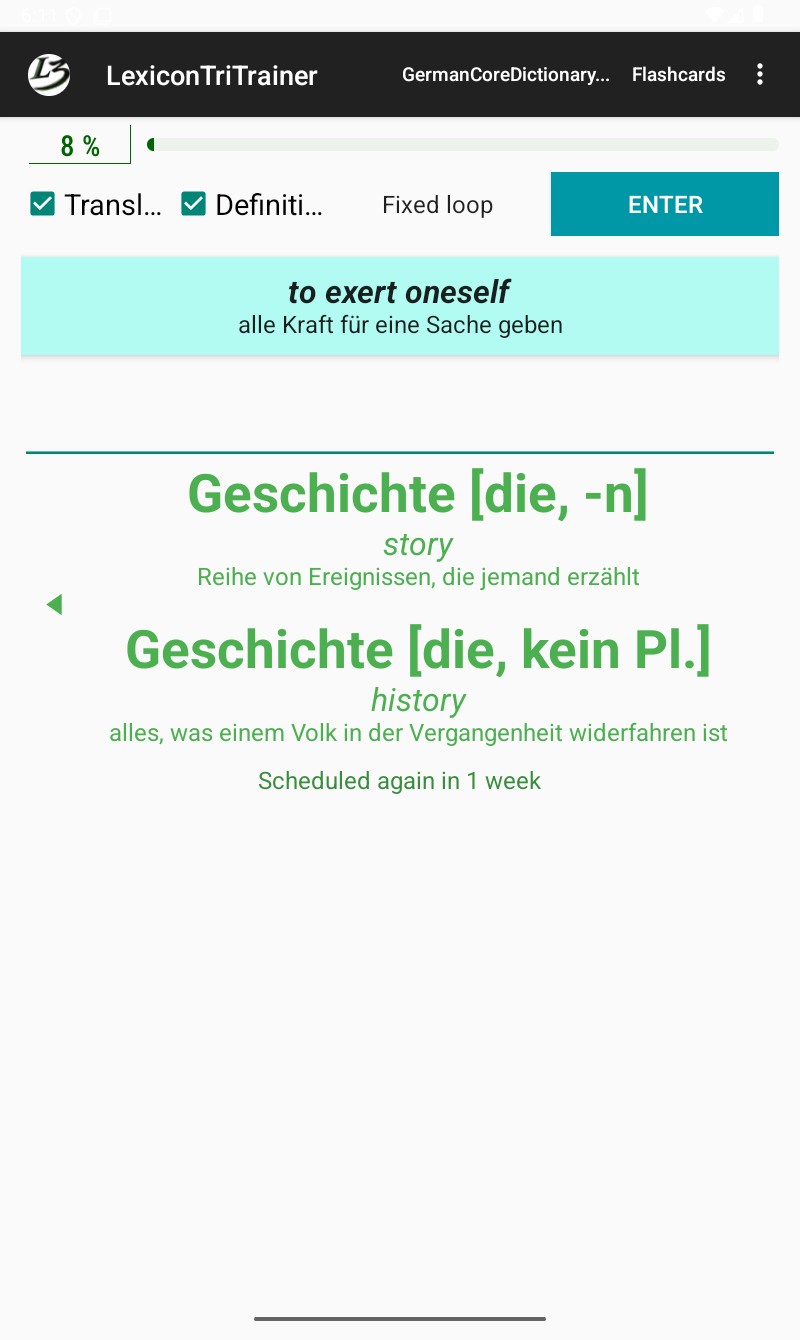 6:11
LexiconTriTrainer
GermanCoreDictionary...
Flashcards
8 %
Transl...
Definiti...
Fixed loop
ENTER
to exert oneself
alle Kraft für eine Sache geben
Geschichte [die, -n]
story
Reihe von Ereignissen, die jemand erzählt
Geschichte [die, kein Pl.]
history
alles, was einem Volk in der Vergangenheit widerfahren ist
Scheduled again in 1 week